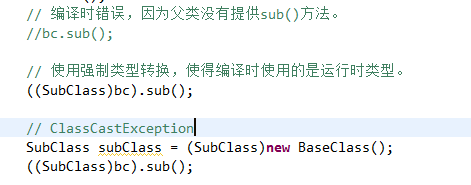 // 编译时错误，因为父类没有提供sub()方法。
//bc.sub();
// 使用强制类型转换，使得编译时使用的是运行时类型。
((SubClass)bc).sub();
// ClassCastException
SubClass subClass = (SubClass)new BaseClass();
((SubClass)bc).sub();